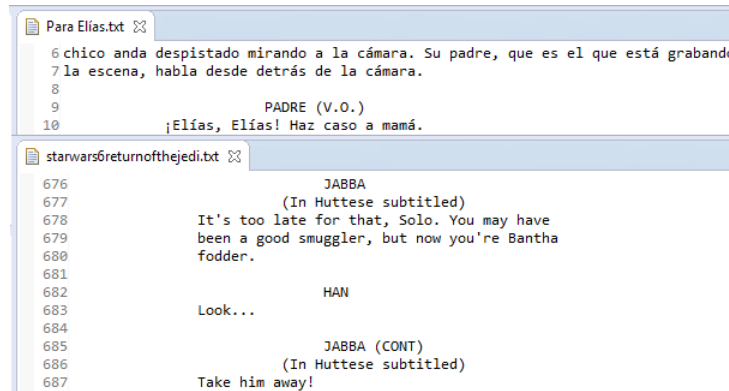 Para Elías.txt
6 chico anda despistado mirando a la cámara. Su padre, que es el que está grabando
7 la escena, habla desde detrás de la cámara.
8
9 PADRE (V.O.)
10 ¡Elías, Elías! Haz caso a mamá.
starwars6returnofthejedi.txt
676 JABBA
677 (In Huttese subtitled)
678 It's too late for that, Solo. You may have
679 been a good smuggler, but now you're Bantha
680 fodder.
681
682 HAN
683 Look...
684
685 JABBA (CONT)
686 (In Huttese subtitled)
687 Take him away!